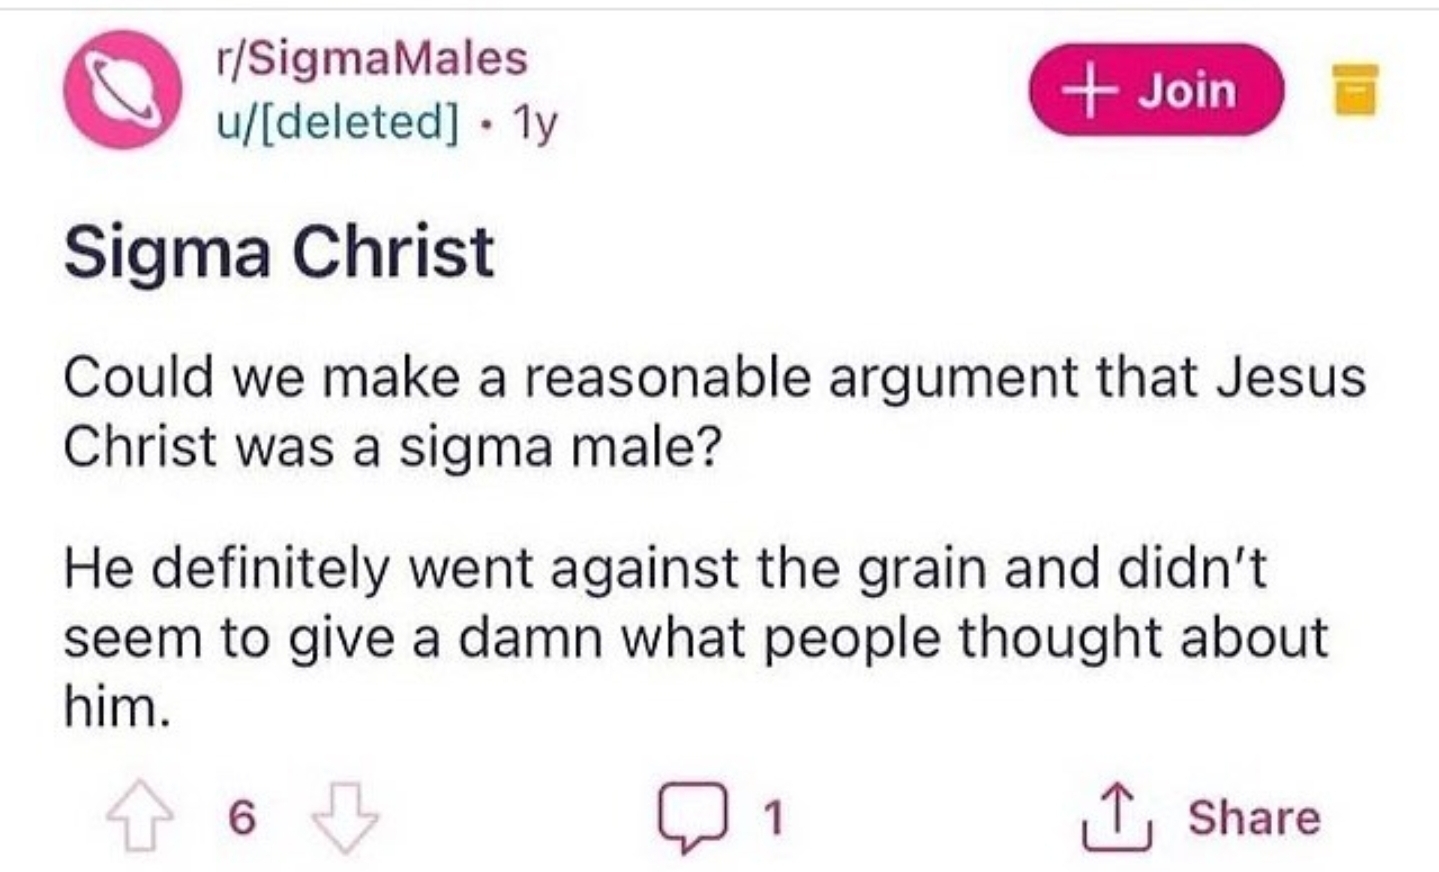 r/SigmaMales
u/[deleted] • 1y
Join
Sigma Christ
Could we make a reasonable argument that Jesus
Christ was a sigma male?
He definitely went against the grain and didn't
seem to give a damn what people thought about
him.
6
1
Share